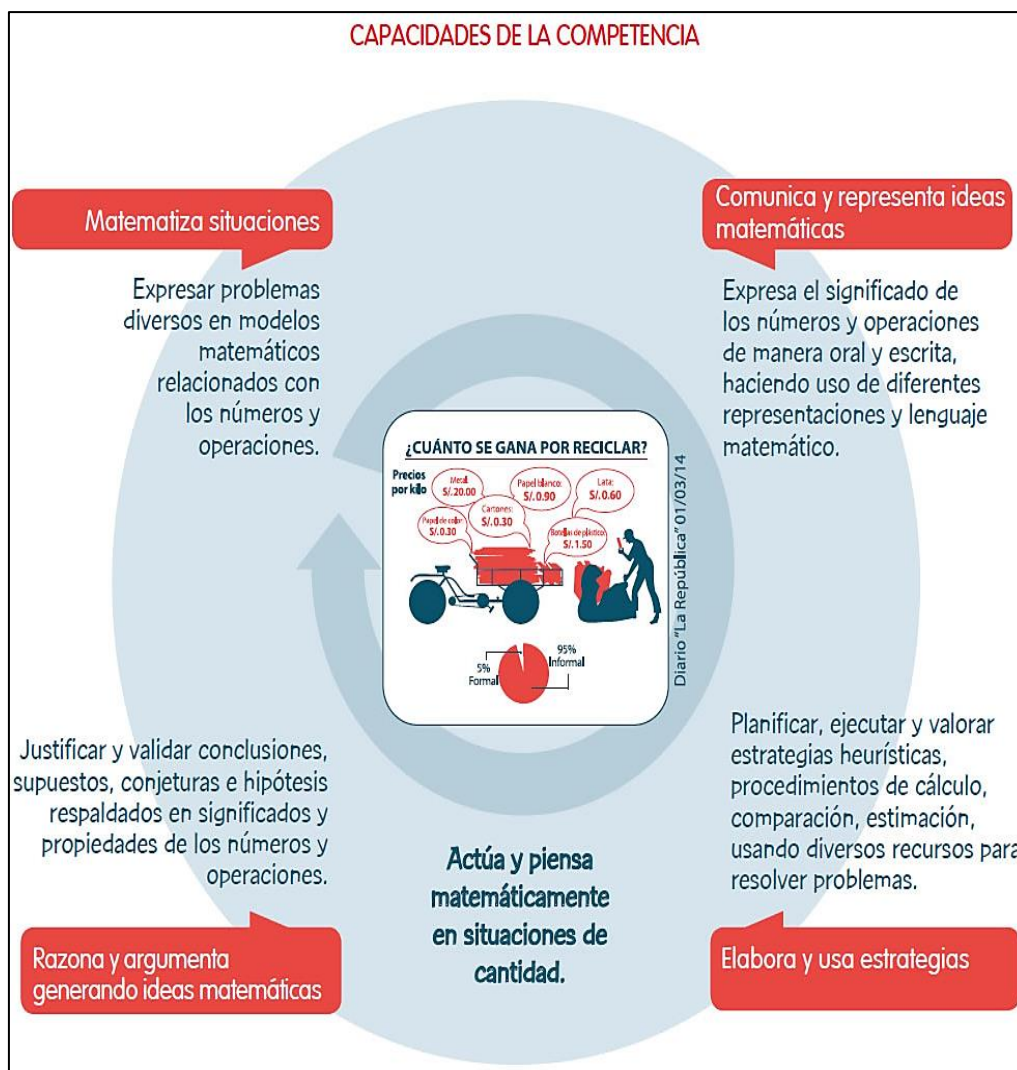 CAPACIDADES DE LA COMPETENCIA
Matematiza situaciones
Expresar problemas
diversos en modelos
matemáticos
relacionados con
los números y
operaciones.
Comunica y representa ideas
matemáticas
Expresa el significado de
los números y operaciones
de manera oral y escrita,
haciendo uso de diferentes
representaciones y lenguaje
matemático.
¿CUÁNTO SE GANA POR RECICLAR?
Precios
por kilo
Metal:
S/.20.00
Papel blanco:
S/.0.90
Lata:
S/.0.60
Papel de color:
S/.0.30
Cartones:
S/.0.30
Botellas de plástico:
S/.1.50
5%
Formal
95%
Informal
Diario "La República" 01/03/14
Justificar y validar conclusiones,
supuestos, conjeturas e hipótesis
respaldados en significados y
propiedades de los números y
operaciones.
Razona y argumenta
generando ideas matemáticas
Actúa y piensa
matemáticamente
en situaciones de
cantidad.
Planificar, ejecutar y valorar
estrategias heurísticas,
procedimientos de cálculo,
comparación, estimación,
usando diversos recursos para
resolver problemas.
Elabora y usa estrategias